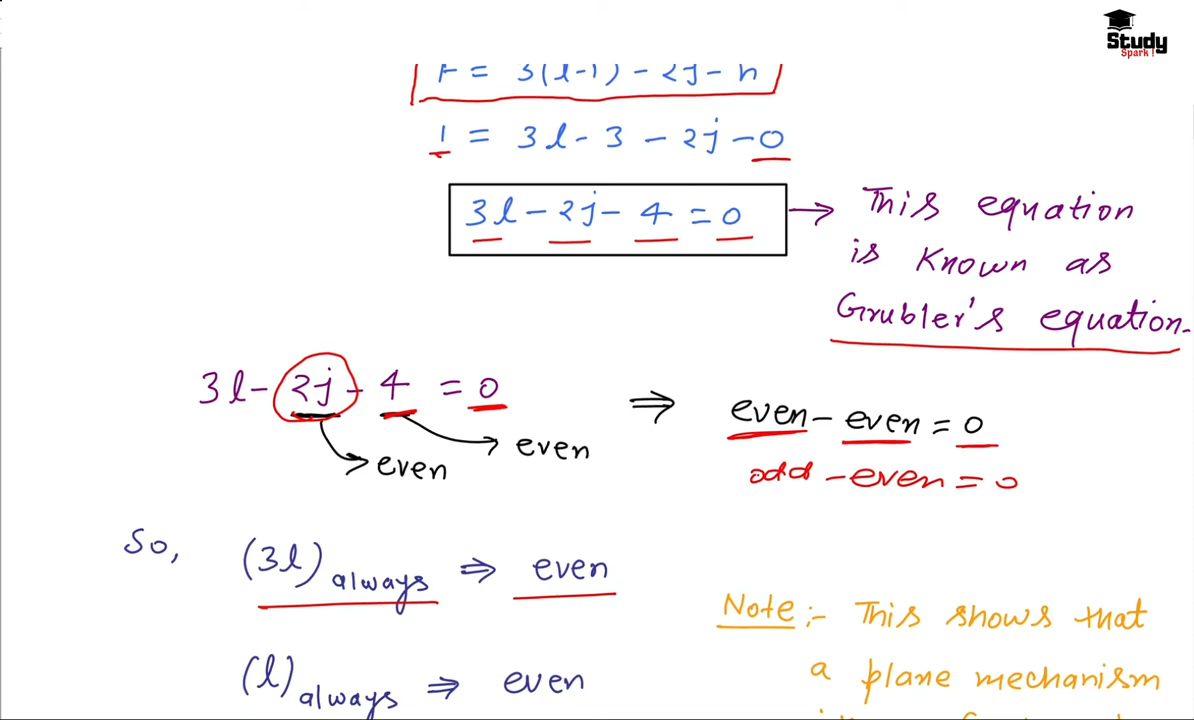 Study
Spark !
F = 3(l-1) - 2j - h
1 = 3l - 3 - 2j - 0
3l - 2j - 4 = 0
This equation
is known as
Grubler's equation.
3l - 2j - 4 = 0 ⇒ even - even = 0
even
even
odd - even = 0
So, (3l) always ⇒ even
(l) always ⇒ even
Note :- This shows that
a plane mechanism